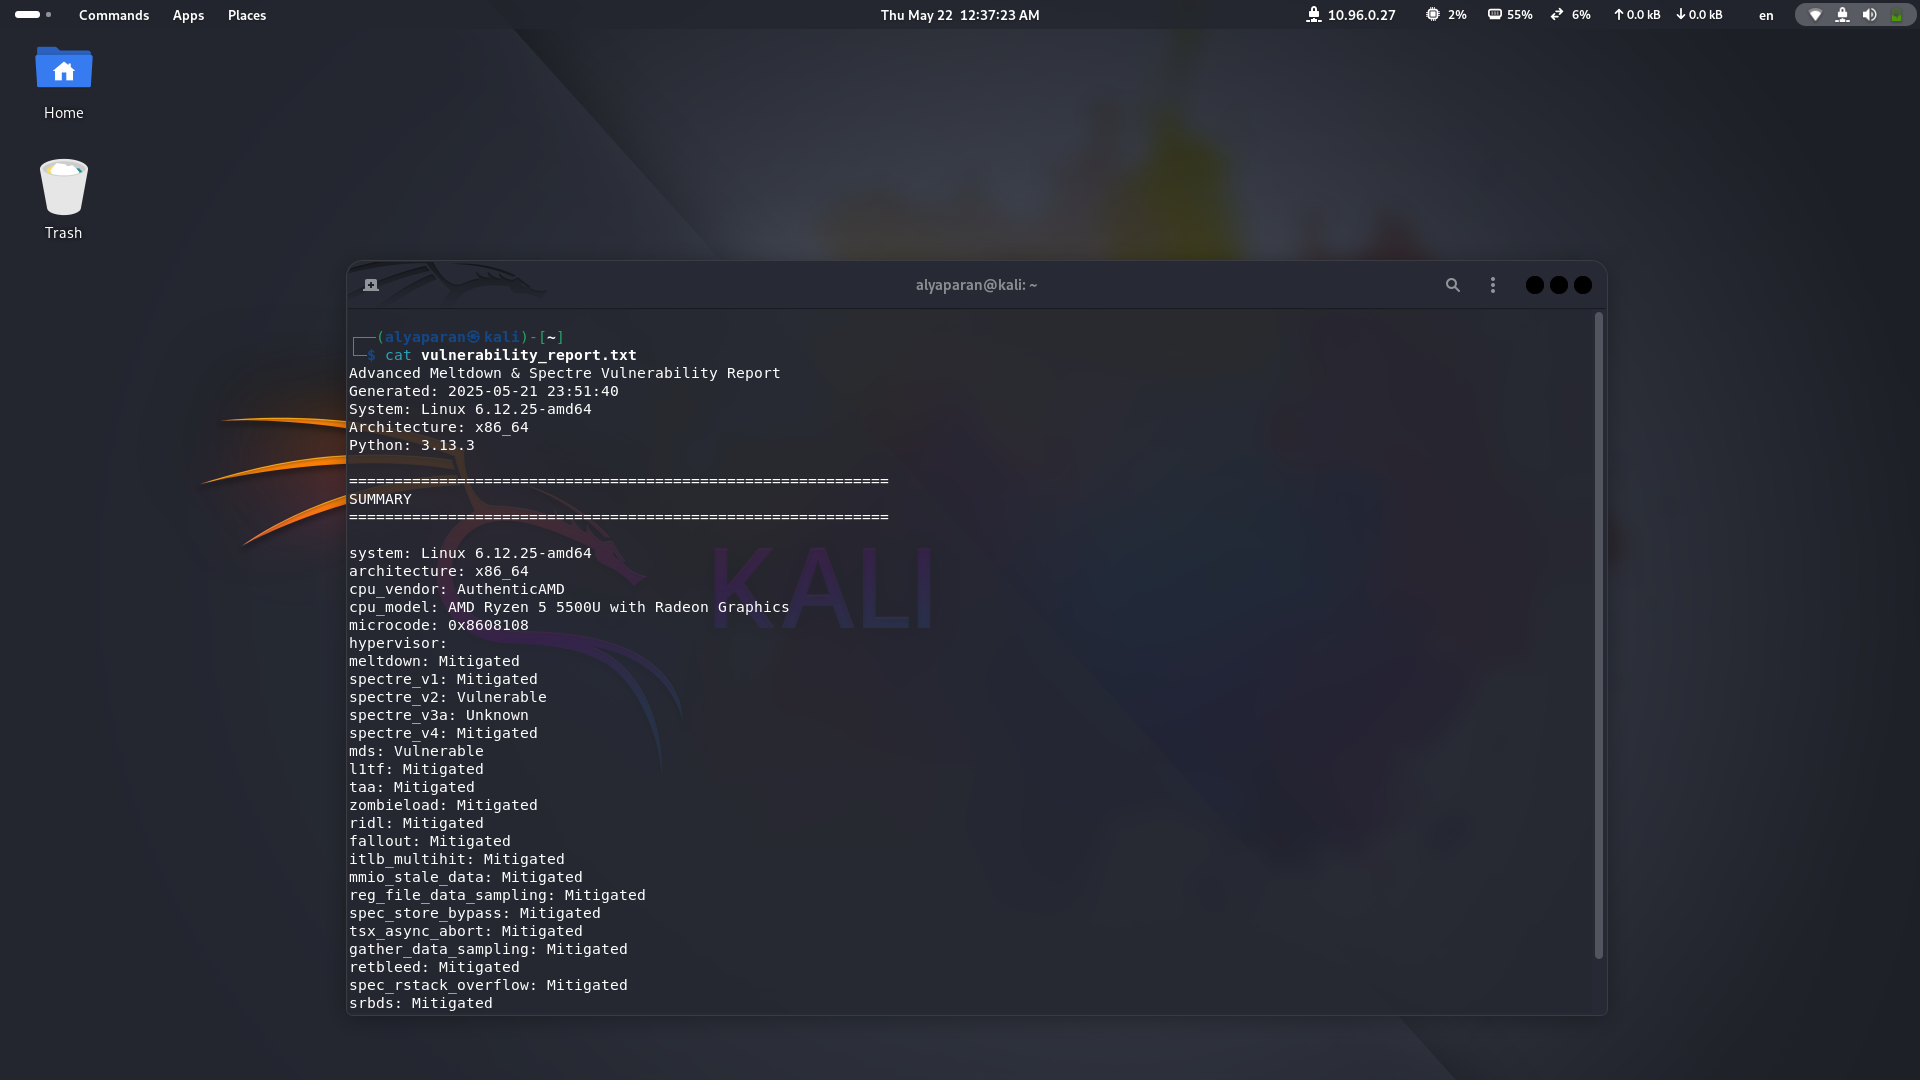 Commands Apps Places Thu May 22 12:37:23 AM 10.96.0.27 2% 55% 6% 0.0 kB 0.0 kB en
Home
Trash
alyaparan@kali: ~
┌──(alyaparan㉿kali)-[~]
└─$ cat vulnerability_report.txt
Advanced Meltdown & Spectre Vulnerability Report
Generated: 2025-05-21 23:51:40
System: Linux 6.12.25-amd64
Architecture: x86_64
Python: 3.13.3
============================================================
SUMMARY
============================================================
system: Linux 6.12.25-amd64
architecture: x86_64
cpu_vendor: AuthenticAMD
cpu_model: AMD Ryzen 5 5500U with Radeon Graphics
microcode: 0x8608108
hypervisor:
meltdown: Mitigated
spectre_v1: Mitigated
spectre_v2: Vulnerable
spectre_v3a: Unknown
spectre_v4: Mitigated
mds: Vulnerable
l1tf: Mitigated
taa: Mitigated
zombieload: Mitigated
ridl: Mitigated
fallout: Mitigated
itlb_multihit: Mitigated
mmio_stale_data: Mitigated
reg_file_data_sampling: Mitigated
spec_store_bypass: Mitigated
tsx_async_abort: Mitigated
gather_data_sampling: Mitigated
retbleed: Mitigated
spec_rstack_overflow: Mitigated
srbds: Mitigated
KALI